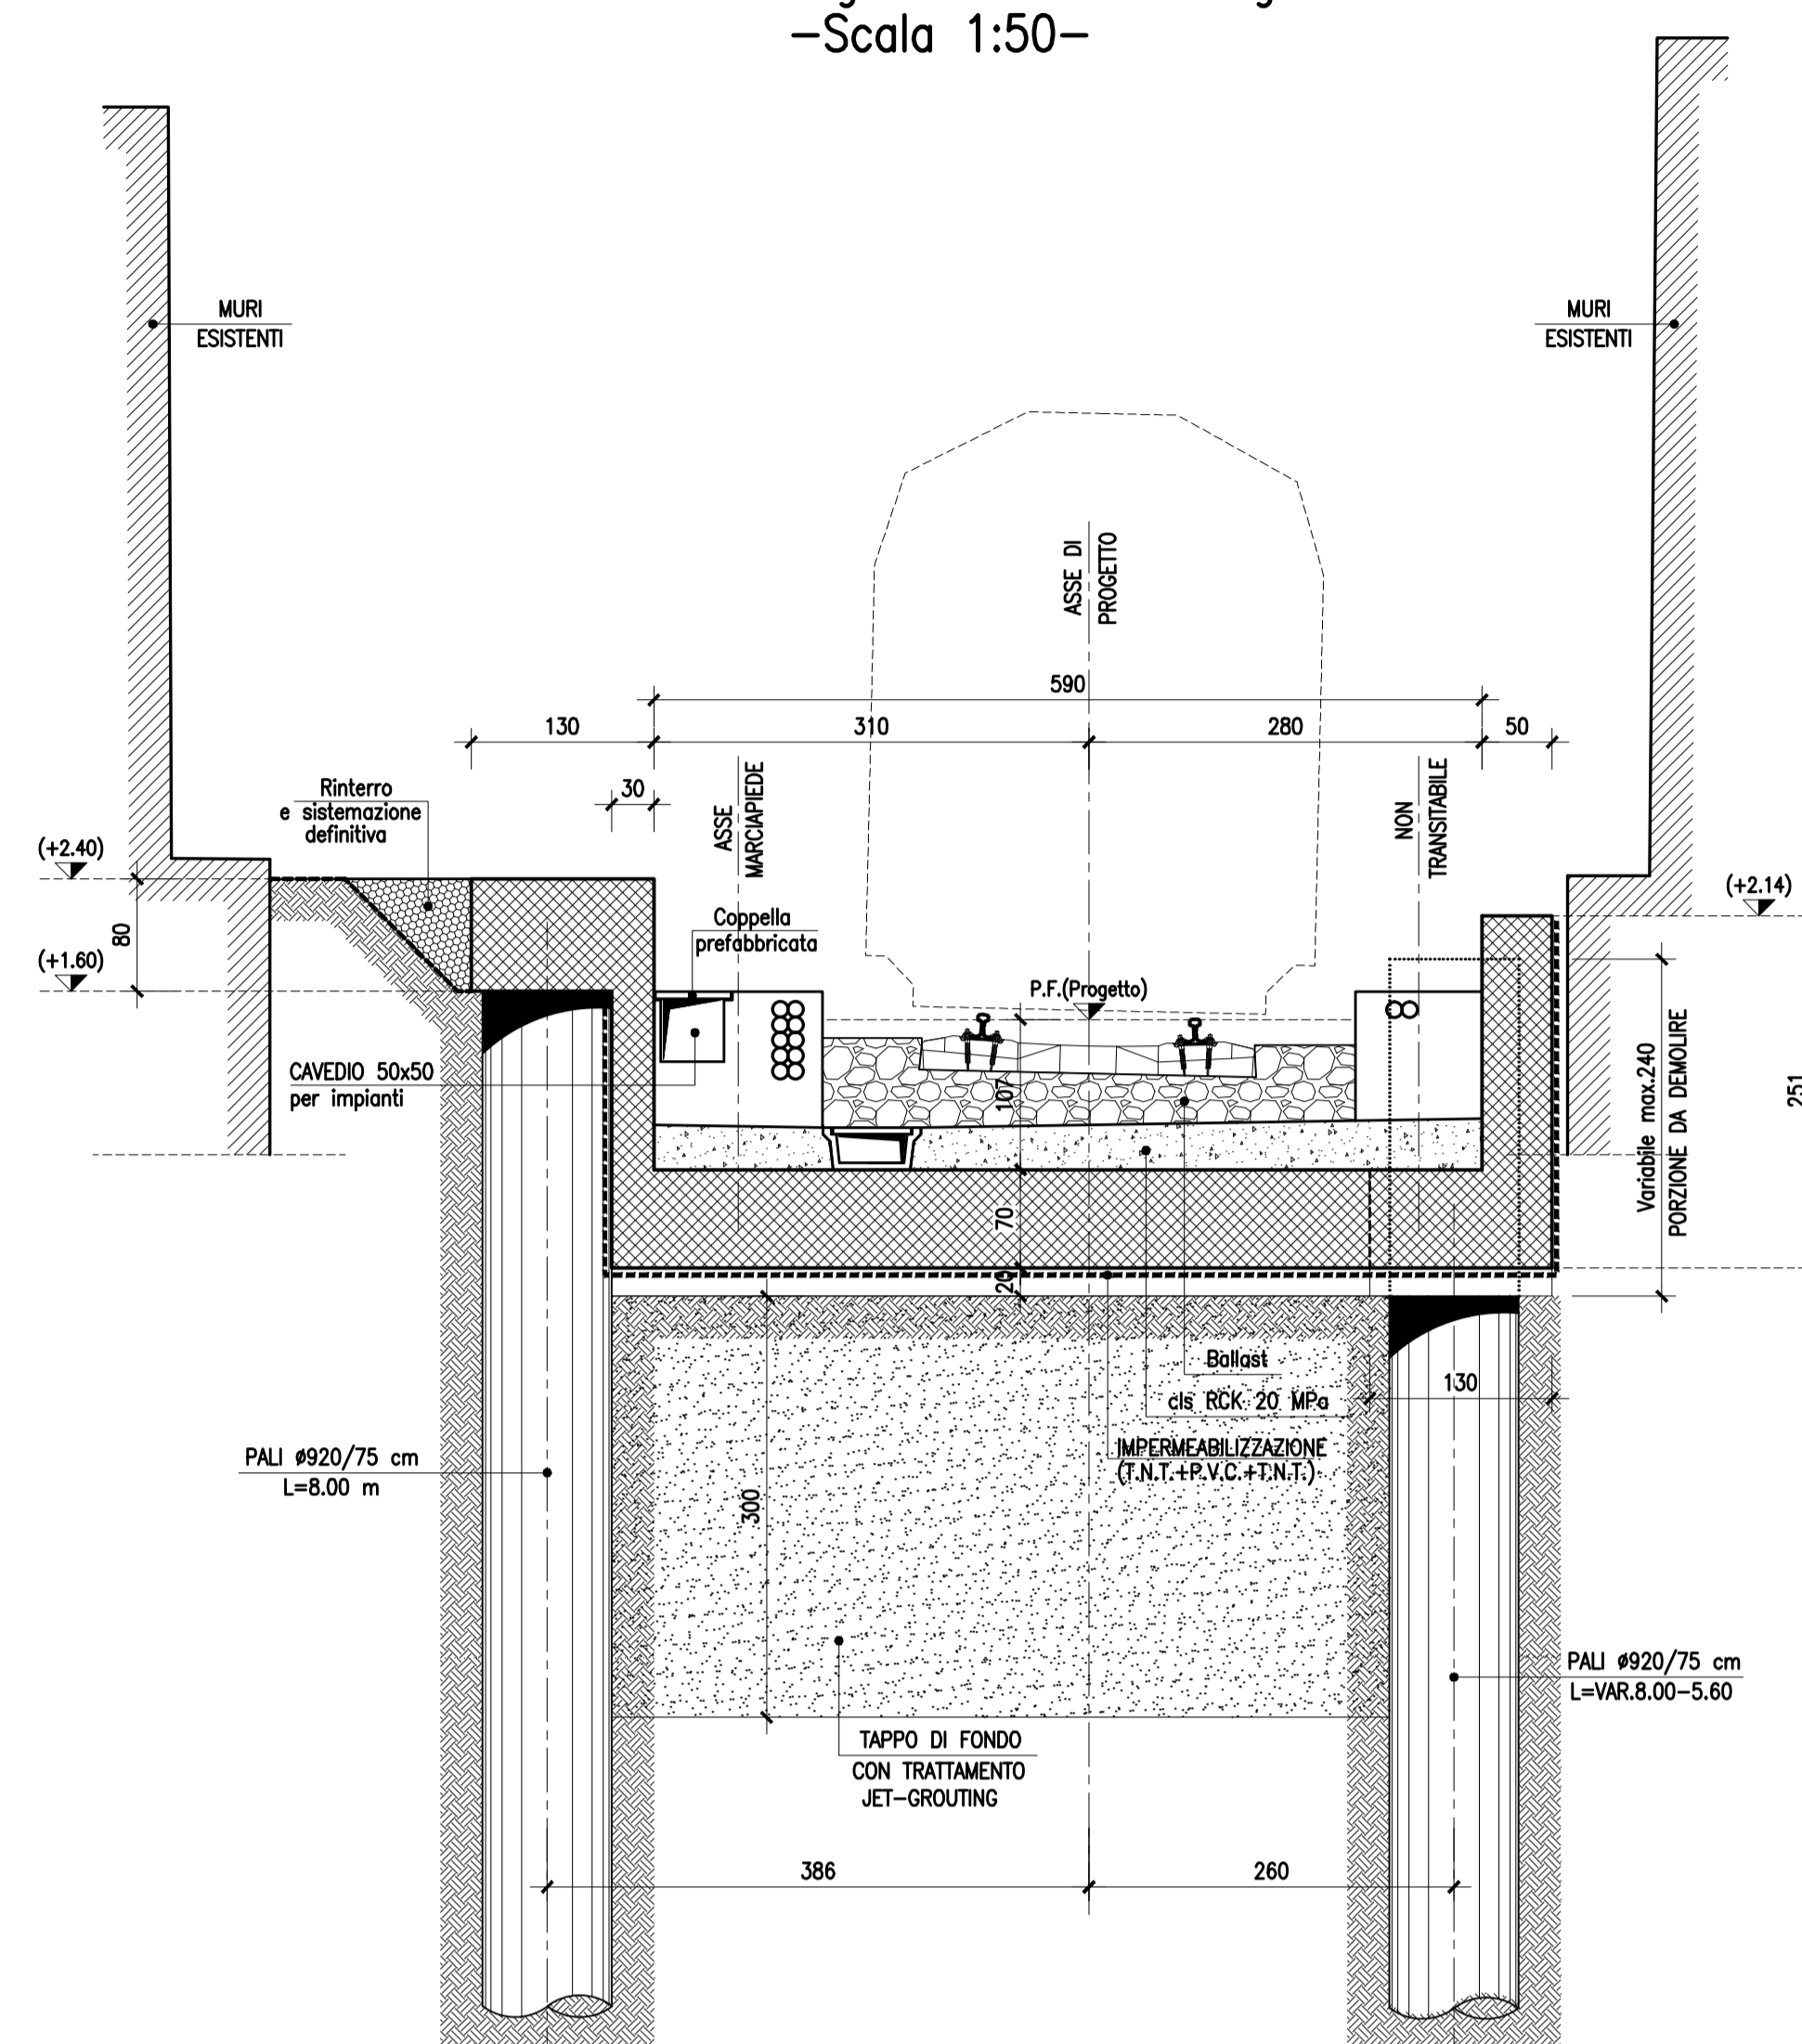 -Scala 1:50-
MURI
ESISTENTI
MURI
ESISTENTI
ASSE DI
PROGETTO
590
130
310
280
50
30
Rinterro
e sistemazione
definitiva
ASSE
MARCIAPIEDE
NON
TRANSITABILE
(+2.40)
(+2.14)
80
(+1.60)
Coppella
prefabbricata
P.F.(Progetto)
CAVEDIO 50x50
per impianti
107
Variabile max.240
PORZIONE DA DEMOLIRE
251
70
20
Ballast
130
cls RCK 20 MPa
IMPERMEABILIZZAZIONE
(T.N.T.+P.V.C.+T.N.T.)
PALI ø920/75 cm
L=8.00 m
300
PALI ø920/75 cm
L=VAR.8.00-5.60
TAPPO DI FONDO
CON TRATTAMENTO
JET-GROUTING
386
260